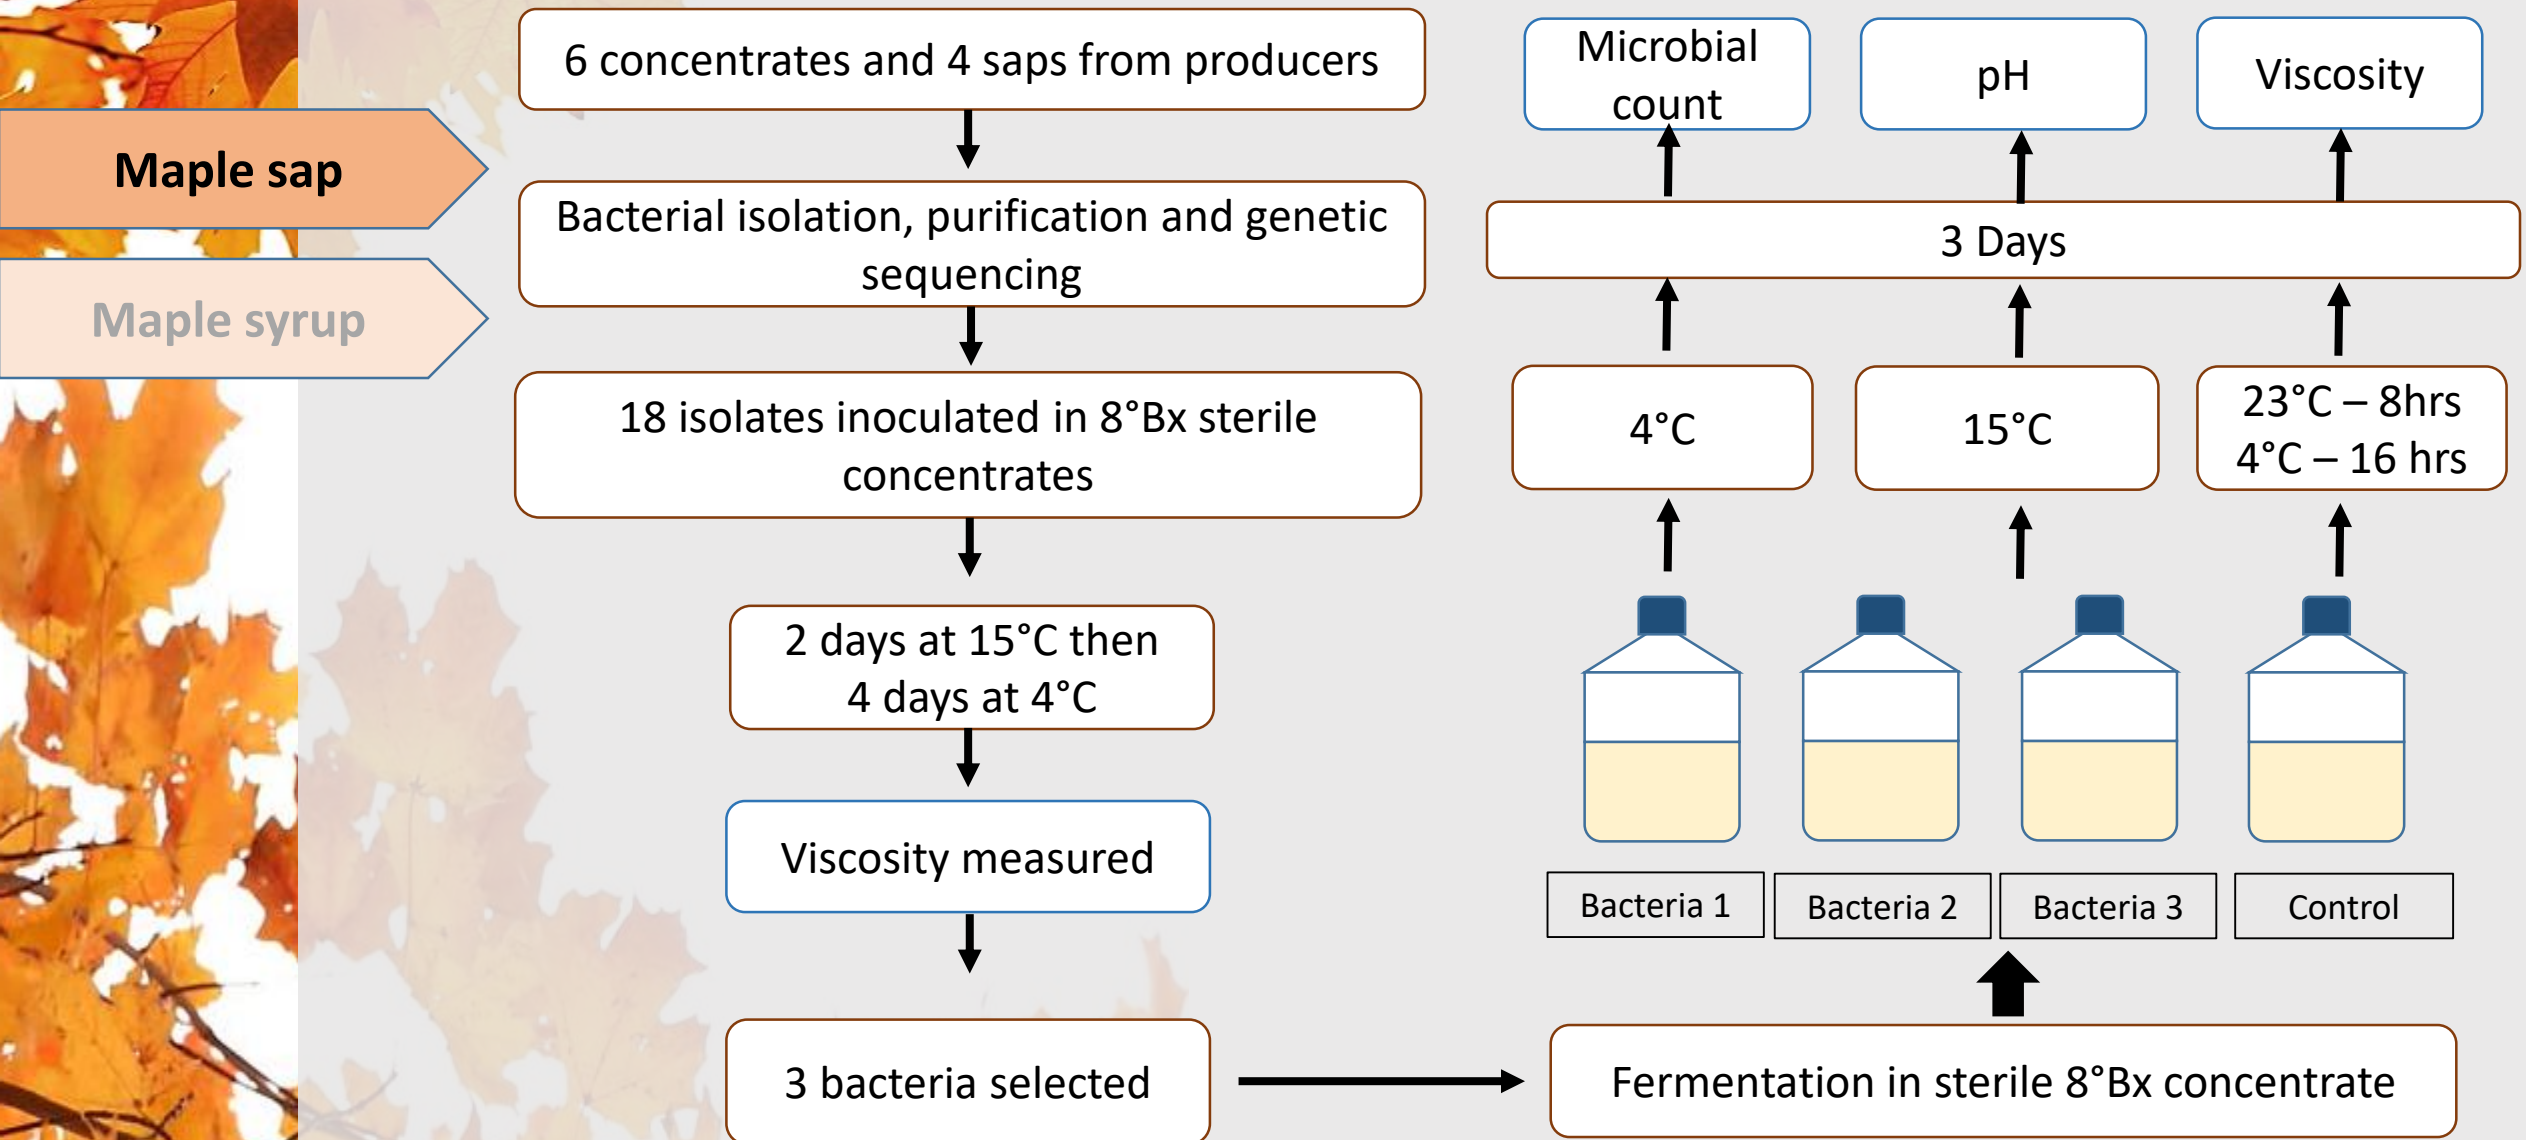 Maple sap
Maple syrup
6 concentrates and 4 saps from producers
Bacterial isolation, purification and genetic
sequencing
18 isolates inoculated in 8°Bx sterile
concentrates
2 days at 15°C then
4 days at 4°C
Viscosity measured
3 bacteria selected
Fermentation in sterile 8°Bx concentrate
Bacteria 1
Bacteria 2
Bacteria 3
Control
4°C
15°C
23°C – 8hrs
4°C – 16 hrs
3 Days
Microbial
count
pH
Viscosity